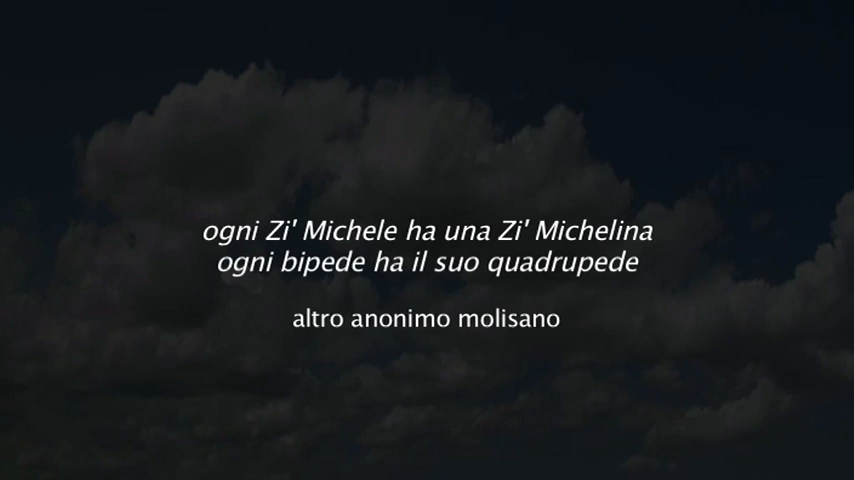 ogni Zi' Michele ha una Zi' Michelina
ogni bipede ha il suo quadrupede
altro anonimo molisano